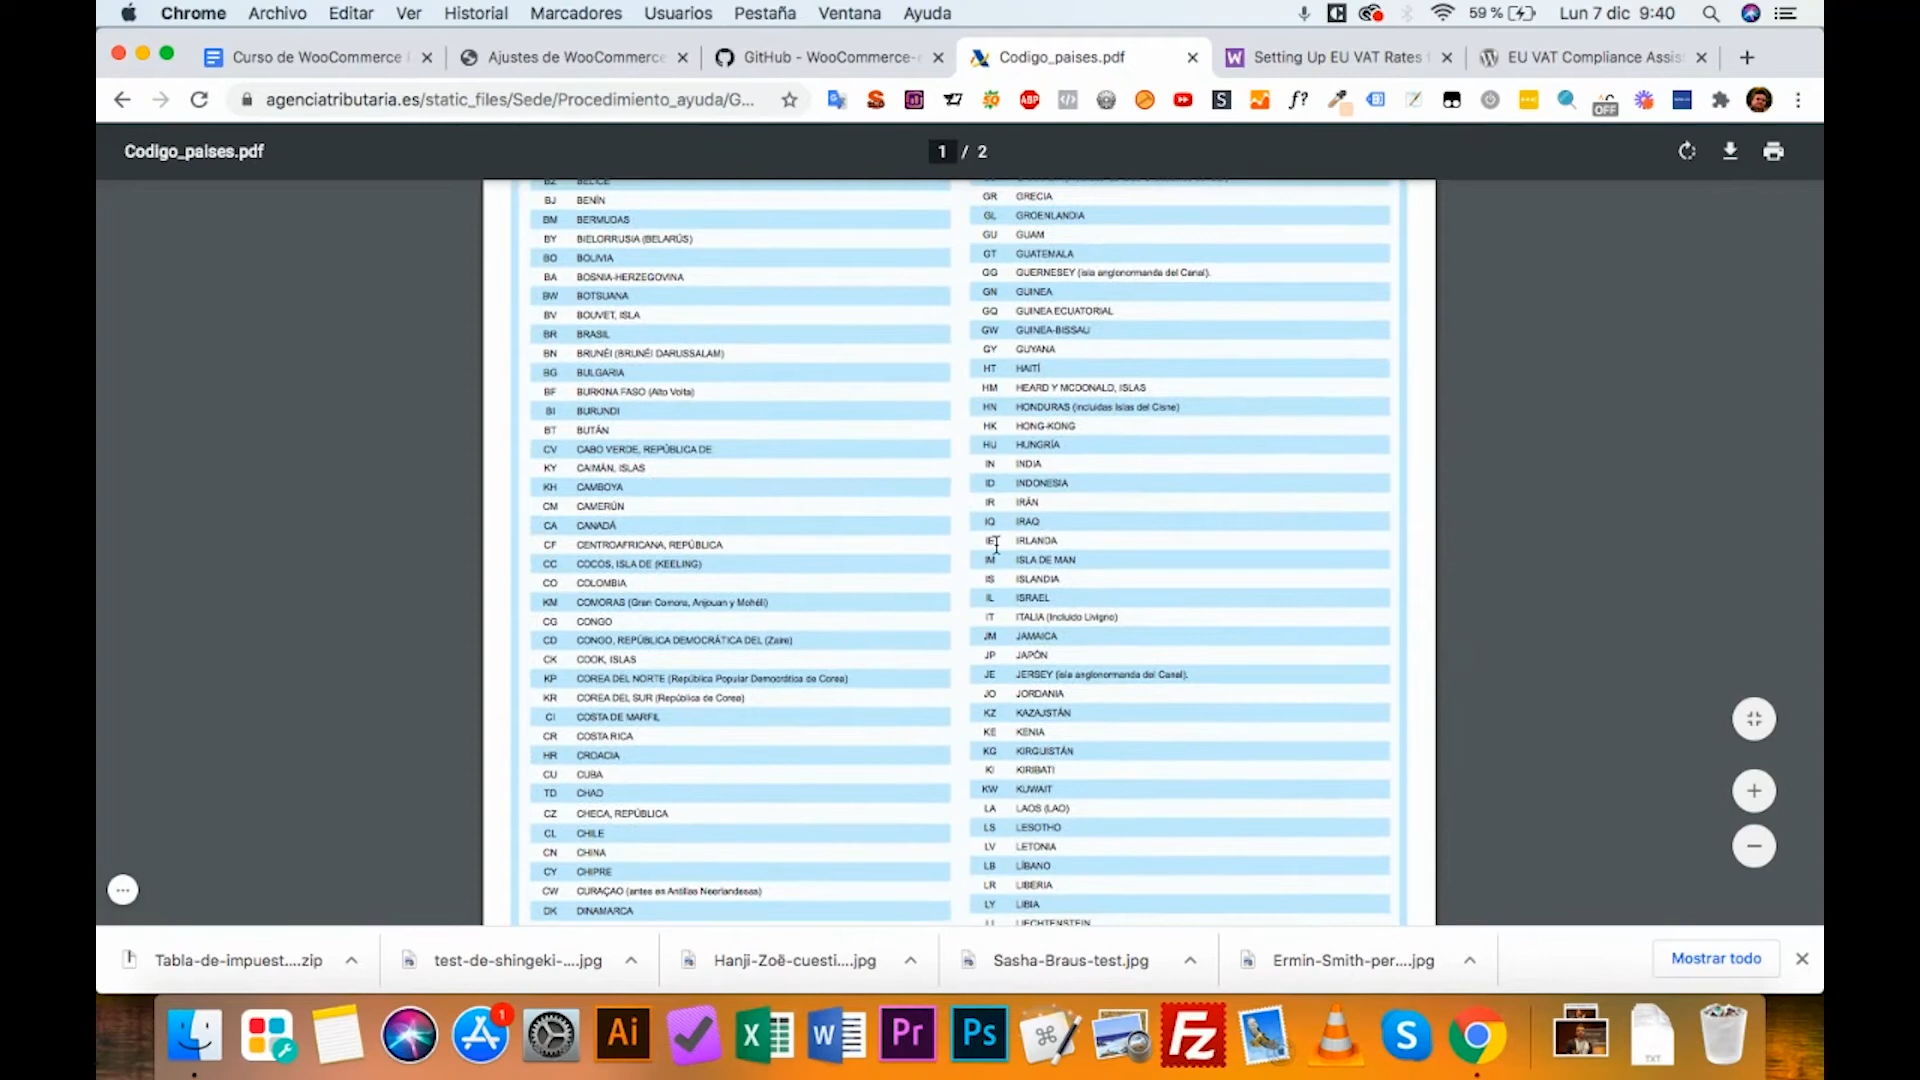 Chrome Archivo Editar Ver Historial Marcadores Usuarios Pestaña Ventana Ayuda 59 % Lun 7 dic 9:40
Curso de WooCommerce
Ajustes de WooCommerce
GitHub - WooCommerce-
Codigo_paises.pdf
Setting Up EU VAT Rates
EU VAT Compliance Assis
agenciatributaria.es/static_files/Sede/Procedimiento_ayuda/G...
ABP
OFF
Codigo_paises.pdf
1 / 2
BZ BELICE
BJ BENÍN
BM BERMUDAS
BY BIELORRUSIA (BELARÚS)
BO BOLIVIA
BA BOSNIA-HERZEGOVINA
BW BOTSUANA
BV BOUVET, ISLA
BR BRASIL
BN BRUNÉI (BRUNÉI DARUSSALAM)
BG BULGARIA
BF BURKINA FASO (Alto Volta)
BI BURUNDI
BT BUTÁN
CV CABO VERDE, REPÚBLICA DE
KY CAIMÁN, ISLAS
KH CAMBOYA
CM CAMERÚN
CA CANADÁ
CF CENTROAFRICANA, REPÚBLICA
CC COCOS, ISLA DE (KEELING)
CO COLOMBIA
KM COMORAS (Gran Comora, Anjouan y Mohéli)
CG CONGO
CD CONGO, REPÚBLICA DEMOCRÁTICA DEL (Zaire)
CK COOK, ISLAS
KP COREA DEL NORTE (República Popular Democrática de Corea)
KR COREA DEL SUR (República de Corea)
CI COSTA DE MARFIL
CR COSTA RICA
HR CROACIA
CU CUBA
TD CHAD
CZ CHECA, REPÚBLICA
CL CHILE
CN CHINA
CY CHIPRE
CW CURAÇAO (antes en Antillas Neerlandesas)
DK DINAMARCA
GR GRECIA
GL GROENLANDIA
GU GUAM
GT GUATEMALA
GG GUERNESEY (isla anglonormanda del Canal).
GN GUINEA
GQ GUINEA ECUATORIAL
GW GUINEA-BISSAU
GY GUYANA
HT HAITÍ
HM HEARD Y MCDONALD, ISLAS
HN HONDURAS (incluidas Islas del Cisne)
HK HONG-KONG
HU HUNGRÍA
IN INDIA
ID INDONESIA
IR IRÁN
IQ IRAQ
IE IRLANDA
IM ISLA DE MAN
IS ISLANDIA
IL ISRAEL
IT ITALIA (Incluido Livigno)
JM JAMAICA
JP JAPÓN
JE JERSEY (isla anglonormanda del Canal).
JO JORDANIA
KZ KAZAJSTÁN
KE KENIA
KG KIRGUISTÁN
KI KIRIBATI
KW KUWAIT
LA LAOS (LAO)
LS LESOTHO
LV LETONIA
LB LÍBANO
LR LIBERIA
LY LIBIA
LI LIECHTENSTEIN
Tabla-de-impuest....zip
test-de-shingeki-....jpg
Hanji-Zoë-cuesti....jpg
Sasha-Braus-test.jpg
Ermin-Smith-per....jpg
Mostrar todo
1
Ai
Pr
Ps
Fz
TXT